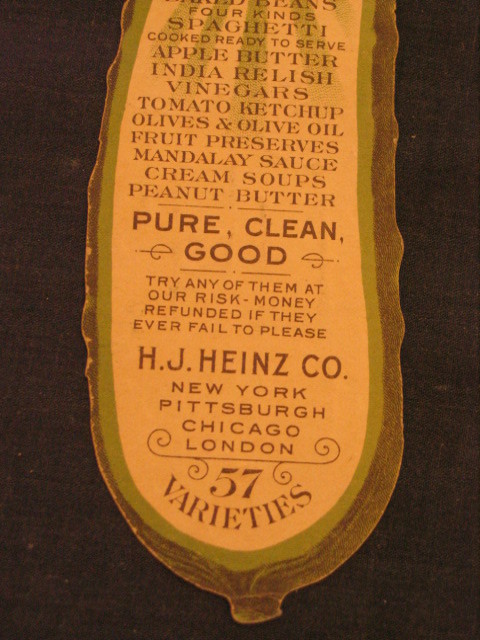 BAKED BEANS
FOUR KINDS
SPAGHETTI
COOKED READY TO SERVE
APPLE BUTTER
INDIA RELISH
VINEGARS
TOMATO KETCHUP
OLIVES & OLIVE OIL
FRUIT PRESERVES
MANDALAY SAUCE
CREAM SOUPS
PEANUT BUTTER
PURE, CLEAN,
GOOD
TRY ANY OF THEM AT
OUR RISK - MONEY
REFUNDED IF THEY
EVER FAIL TO PLEASE
H.J. HEINZ CO.
NEW YORK
PITTSBURGH
CHICAGO
LONDON
57
VARIETIES